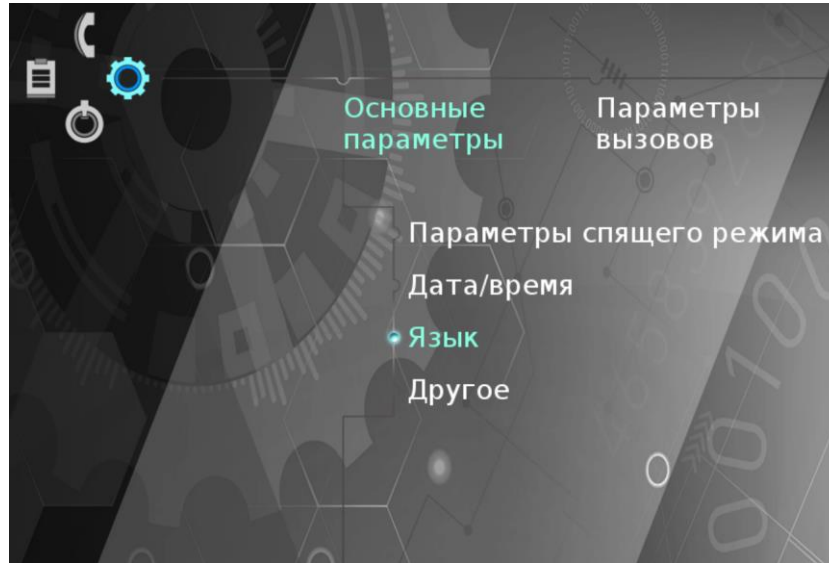 Основные
параметры
Параметры
вызовов
Параметры спящего режима
Дата/время
Язык
Другое